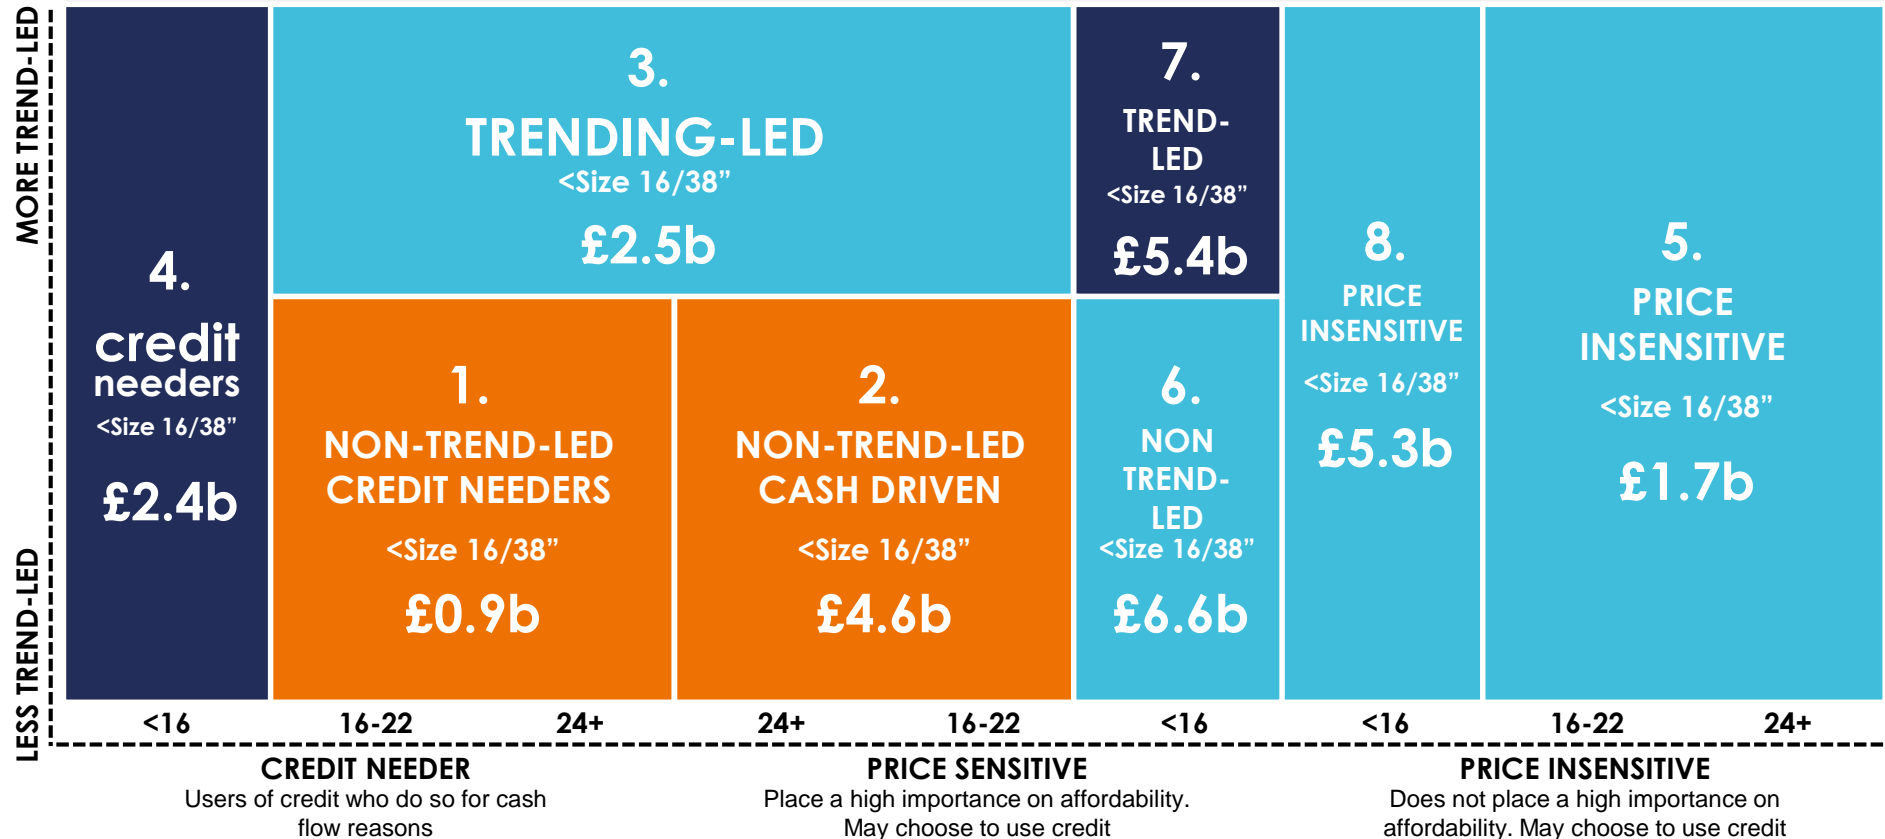 MORE TREND-LED
LESS TREND-LED
4.
credit
needers
<Size 16/38”
£2.4b
3.
TRENDING-LED
<Size 16/38”
£2.5b
1.
NON-TREND-LED
CREDIT NEEDERS
<Size 16/38”
£0.9b
2.
NON-TREND-LED
CASH DRIVEN
<Size 16/38”
£4.6b
7.
TREND-
LED
<Size 16/38”
£5.4b
6.
NON
TREND-
LED
<Size 16/38”
£6.6b
8.
PRICE
INSENSITIVE
<Size 16/38”
£5.3b
5.
PRICE
INSENSITIVE
<Size 16/38”
£1.7b
<16 16-22 24+ 24+ 16-22 <16 <16 16-22 24+
CREDIT NEEDER
Users of credit who do so for cash
flow reasons
PRICE SENSITIVE
Place a high importance on affordability.
May choose to use credit
PRICE INSENSITIVE
Does not place a high importance on
affordability. May choose to use credit